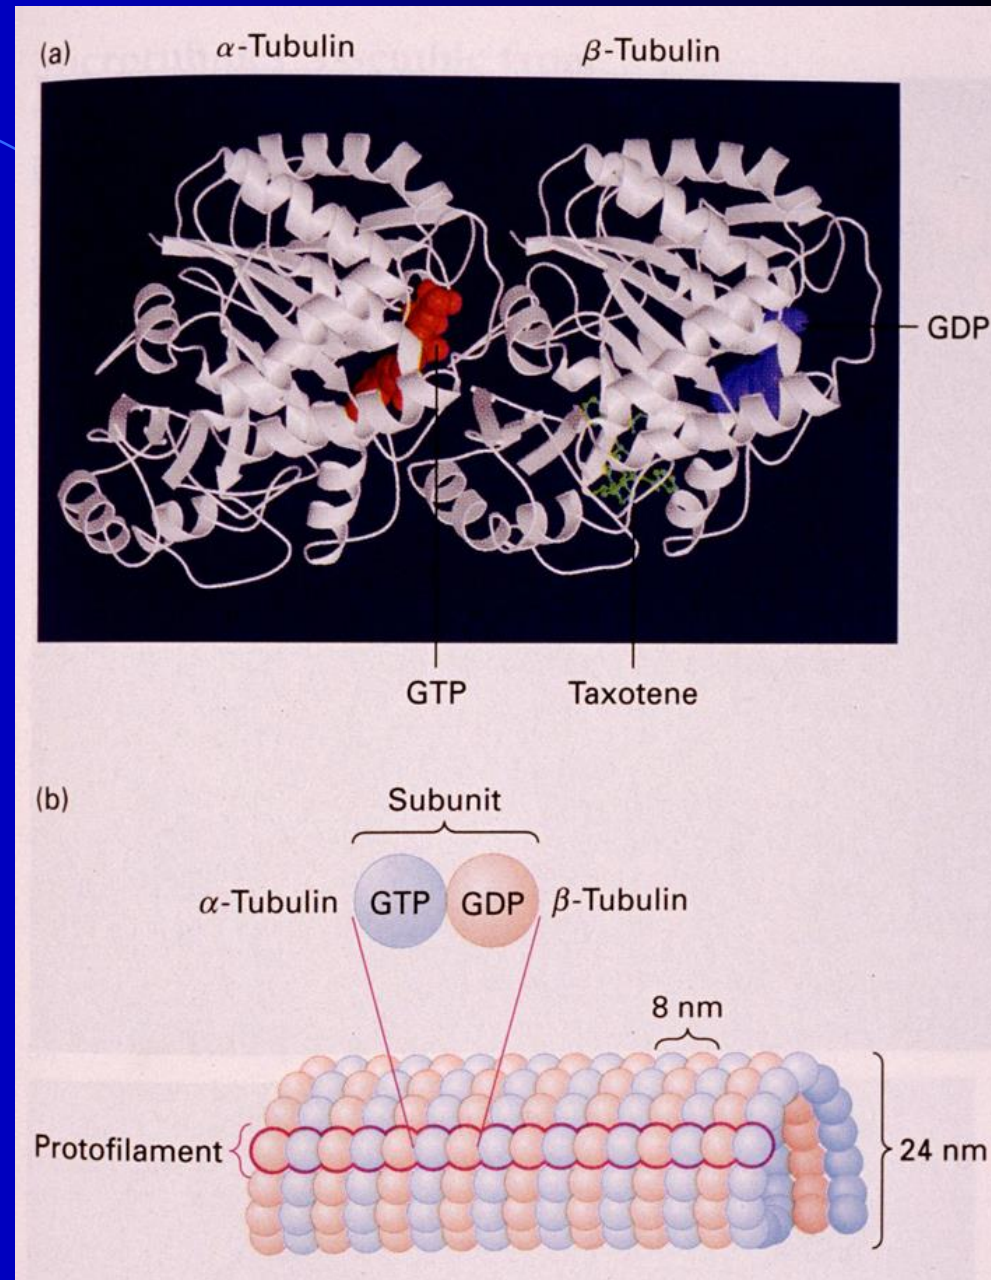 (a)
α-Tubulin
β-Tubulin
GDP
GTP
Taxotene
(b)
Subunit
α-Tubulin
GTP
GDP
β-Tubulin
8 nm
Protofilament
24 nm